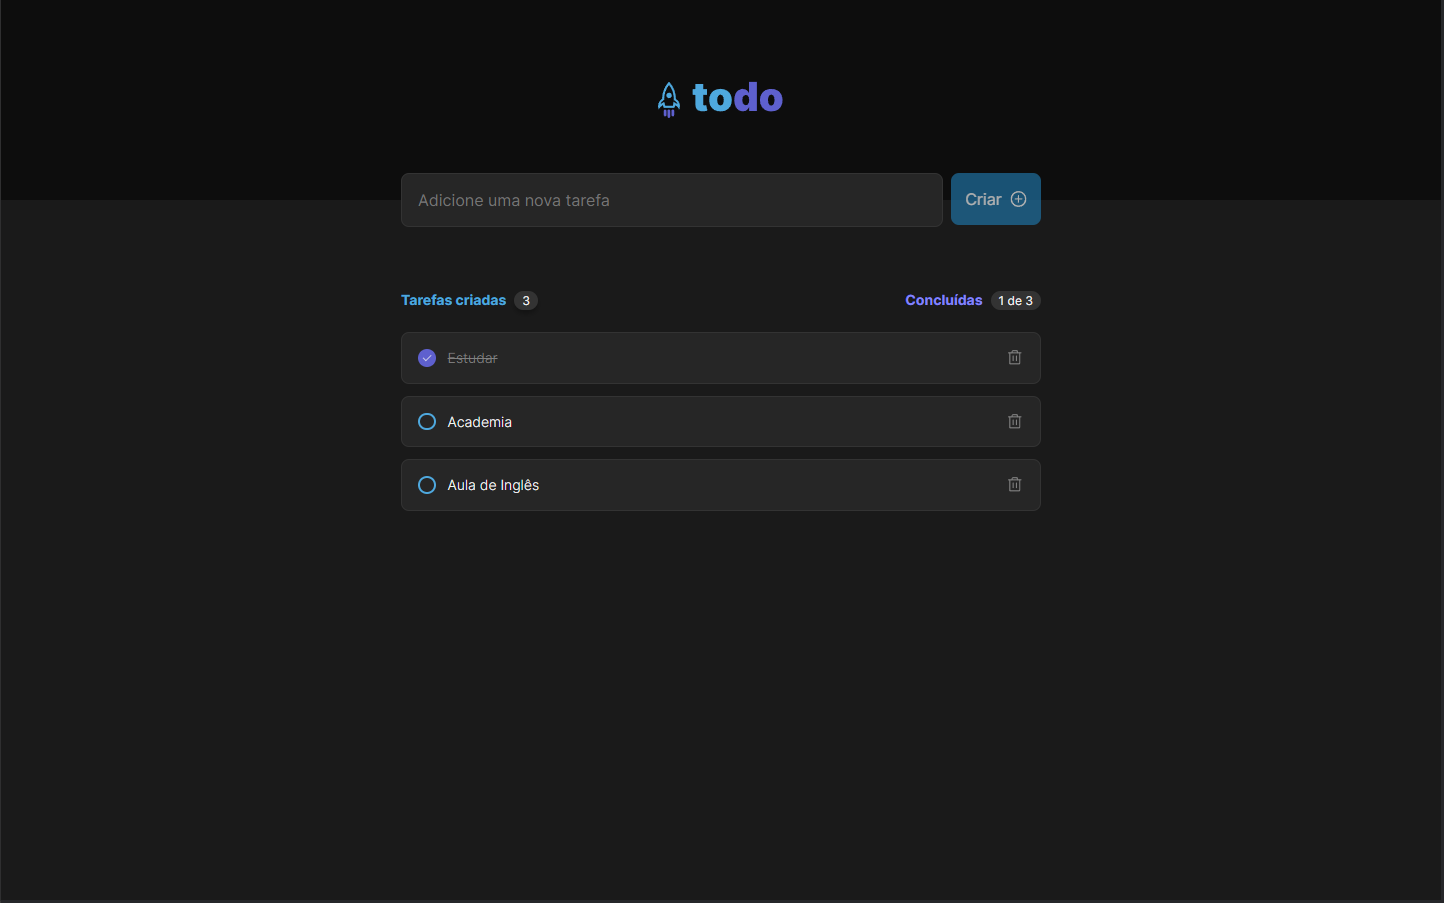 todo
Adicione uma nova tarefa
Criar
Tarefas criadas 3
Concluídas 1 de 3
Estudar
Academia
Aula de Inglês